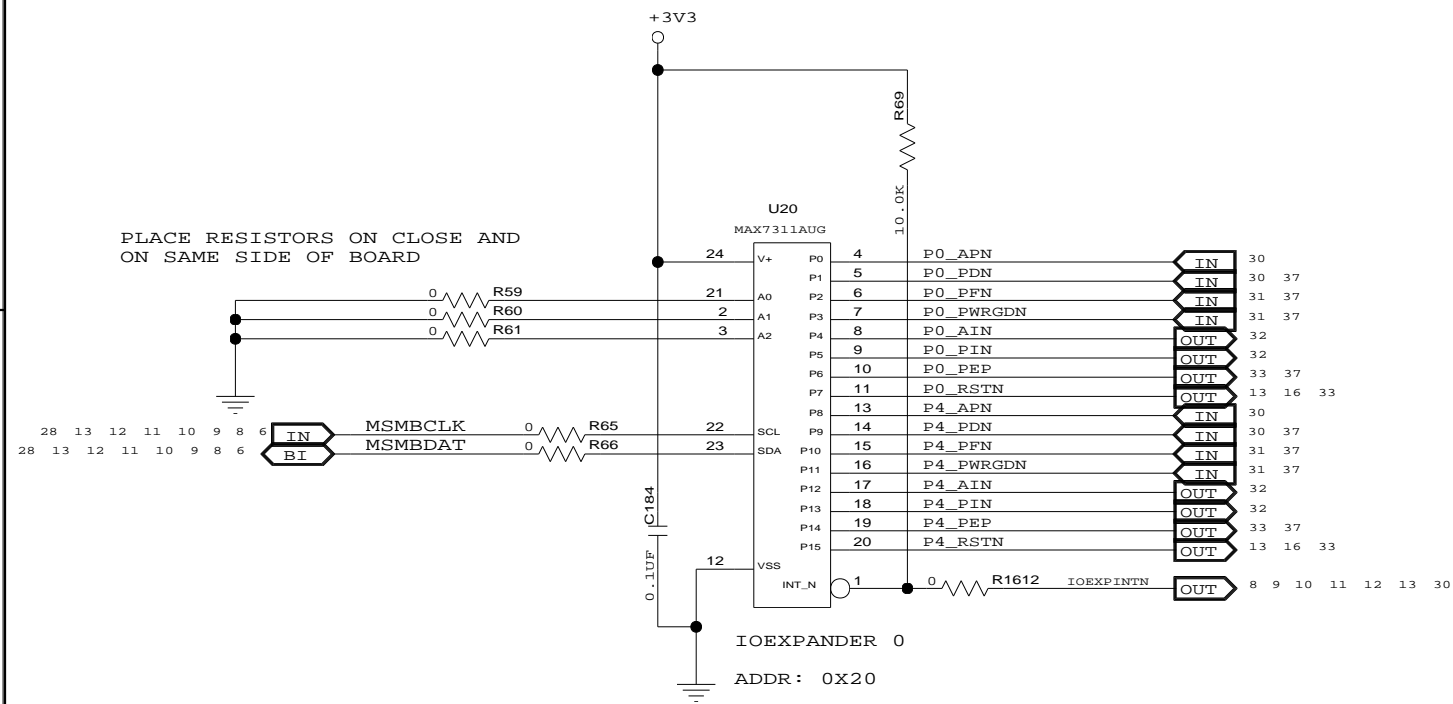 +3V3
R69
10.0K
U20
MAX7311AUG
PLACE RESISTORS ON CLOSE AND
ON SAME SIDE OF BOARD
24 V+ P0 4 P0_APN IN 30
P1 5 P0_PDN IN 30 37
0 R59 21 A0 P2 6 P0_PFN IN 31 37
0 R60 2 A1 P3 7 P0_PWRGDN IN 31 37
0 R61 3 A2 P4 8 P0_AIN OUT 32
P5 9 P0_PIN OUT 32
P6 10 P0_PEP OUT 33 37
P7 11 P0_RSTN OUT 13 16 33
P8 13 P4_APN IN 30
28 13 12 11 10 9 8 6 IN MSMBCLK 0 R65 22 SCL P9 14 P4_PDN IN 30 37
28 13 12 11 10 9 8 6 BI MSMBDAT 0 R66 23 SDA P10 15 P4_PFN IN 31 37
P11 16 P4_PWRGDN IN 31 37
P12 17 P4_AIN OUT 32
P13 18 P4_PIN OUT 32
C184 P14 19 P4_PEP OUT 33 37
P15 20 P4_RSTN OUT 13 16 33
0.1UF 12 VSS
INT_N 1 0 R1612 IOEXPINTN OUT 8 9 10 11 12 13 30
IOEXPANDER 0
ADDR: 0X20